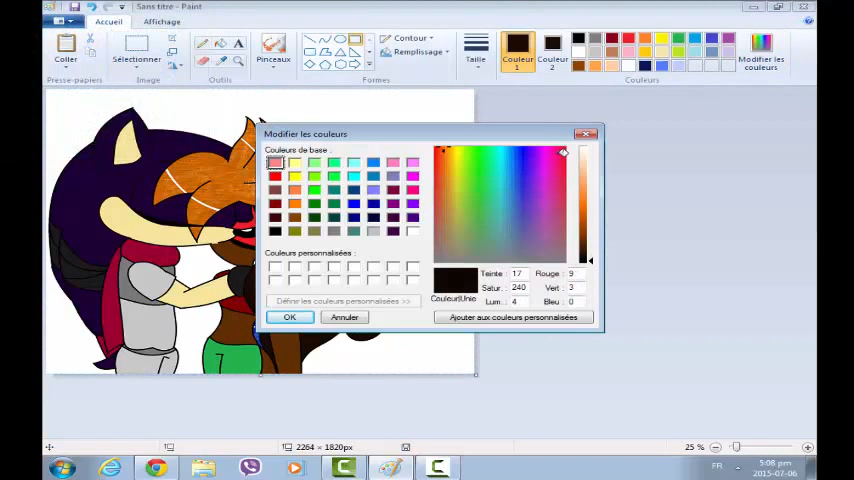 Sans titre - Paint
Accueil
Affichage
Coller
Sélectionner
Pinceaux
Contour
Remplissage
Taille
Couleur 1
Couleur 2
Modifier les couleurs
Presse-papiers
Image
Outils
Formes
Couleurs
Modifier les couleurs
Couleurs de base :
Couleurs personnalisées :
Définir les couleurs personnalisées >>
OK
Annuler
Couleur|Unie
Teinte : 17
Rouge : 9
Satur. : 240
Vert : 3
Lum. : 4
Bleu : 0
Ajouter aux couleurs personnalisées
2264 × 1820px
25 %
FR
5:08 pm
2015-07-06